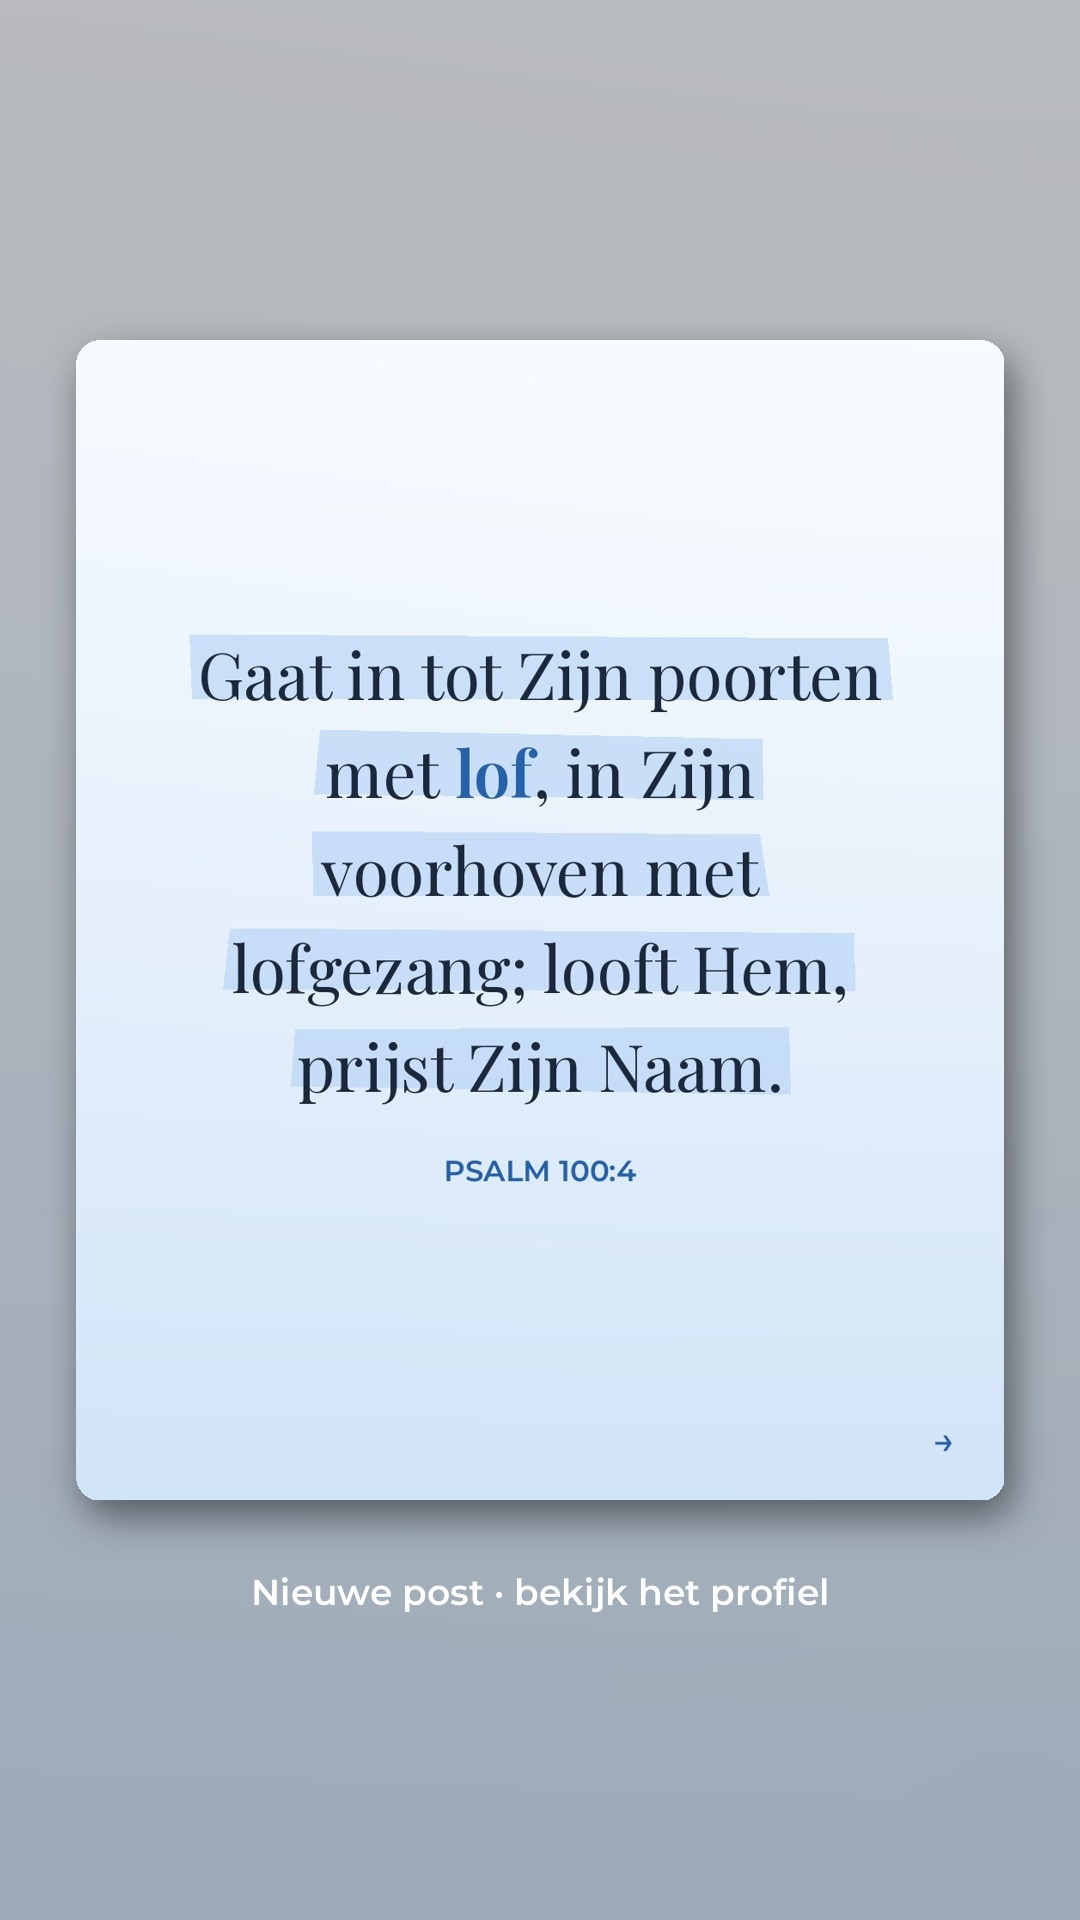 Gaat in tot Zijn poorten
met lof, in Zijn
voorhoven met
lofgezang; looft Hem,
prijst Zijn Naam.
PSALM 100:4
→
Nieuwe post · bekijk het profiel